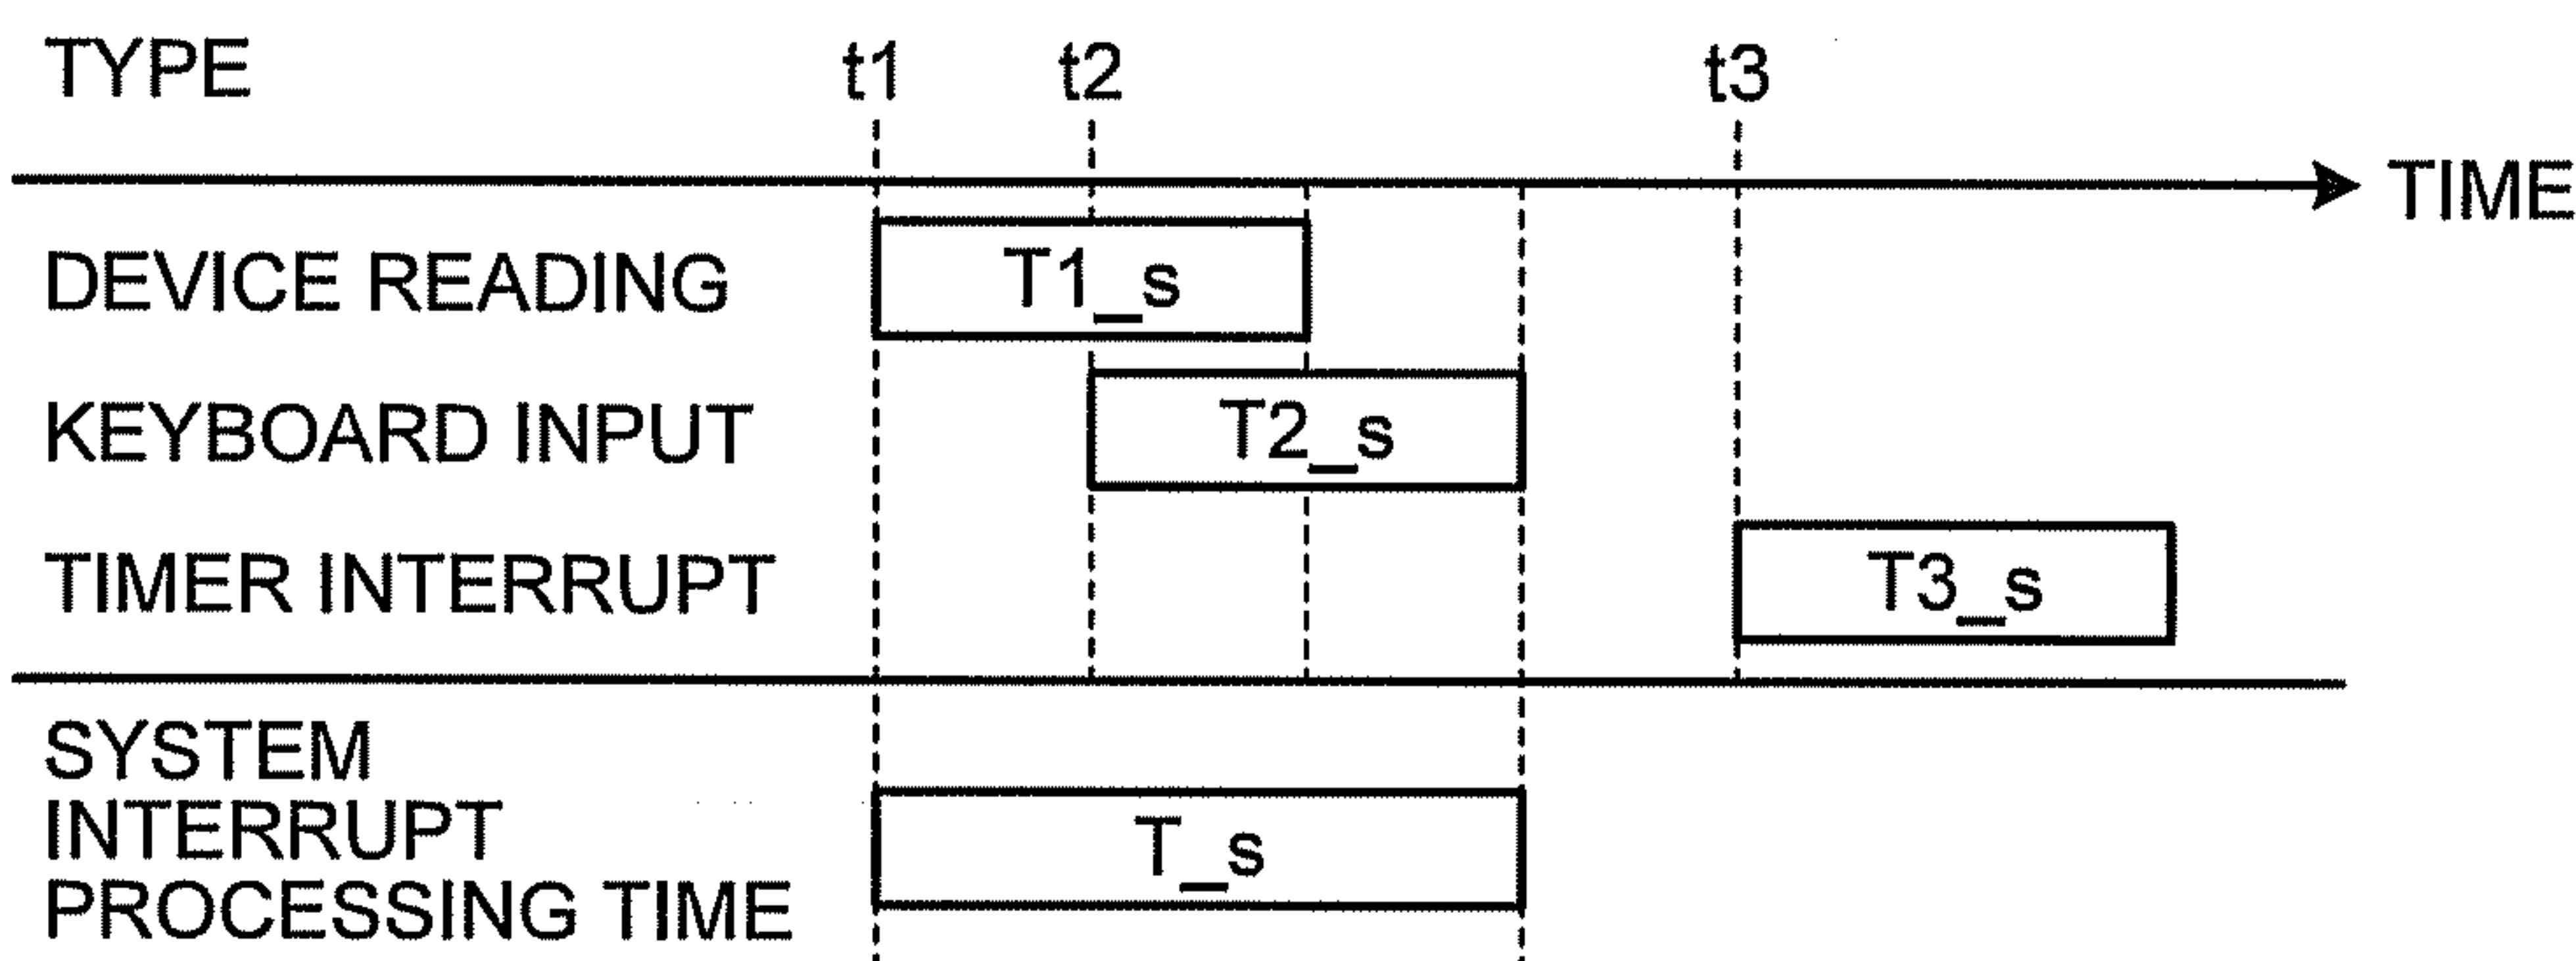 TYPE t1 t2 t3
TIME
DEVICE READING T1_s
KEYBOARD INPUT T2_s
TIMER INTERRUPT T3_s
SYSTEM
INTERRUPT
PROCESSING TIME
T_s